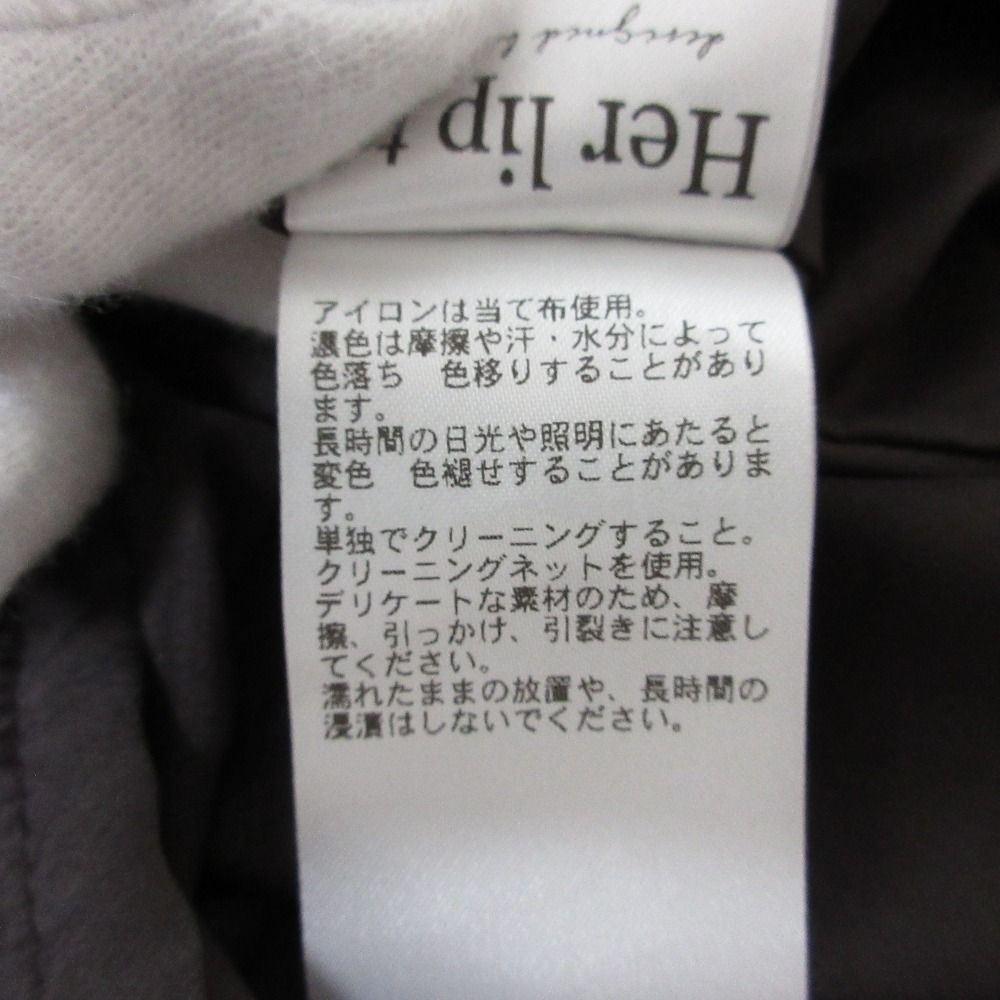 designed
Her lip t
アイロンは当て布使用。
濃色は摩擦や汗・水分によって
色落ち　色移りすることがあり
ます。
長時間の日光や照明にあたると
変色　色褪せすることがありま
す。
単独でクリーニングすること。
クリーニングネットを使用。
デリケートな素材のため、摩
擦、引っかけ、引裂きに注意し
てください。
濡れたままの放置や、長時間の
浸漬はしないでください。